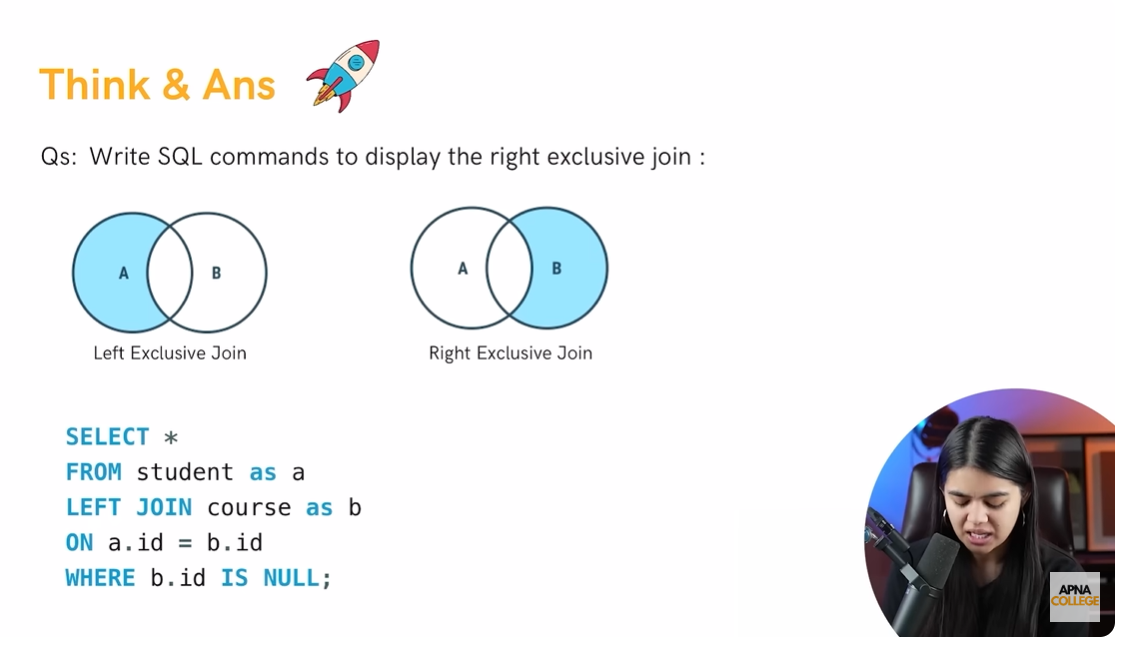 Think & Ans
Qs: Write SQL commands to display the right exclusive join :
A
B
A
B
Left Exclusive Join
Right Exclusive Join
SELECT *
FROM student as a
LEFT JOIN course as b
ON a.id = b.id
WHERE b.id IS NULL;
APNA
COLLEGE